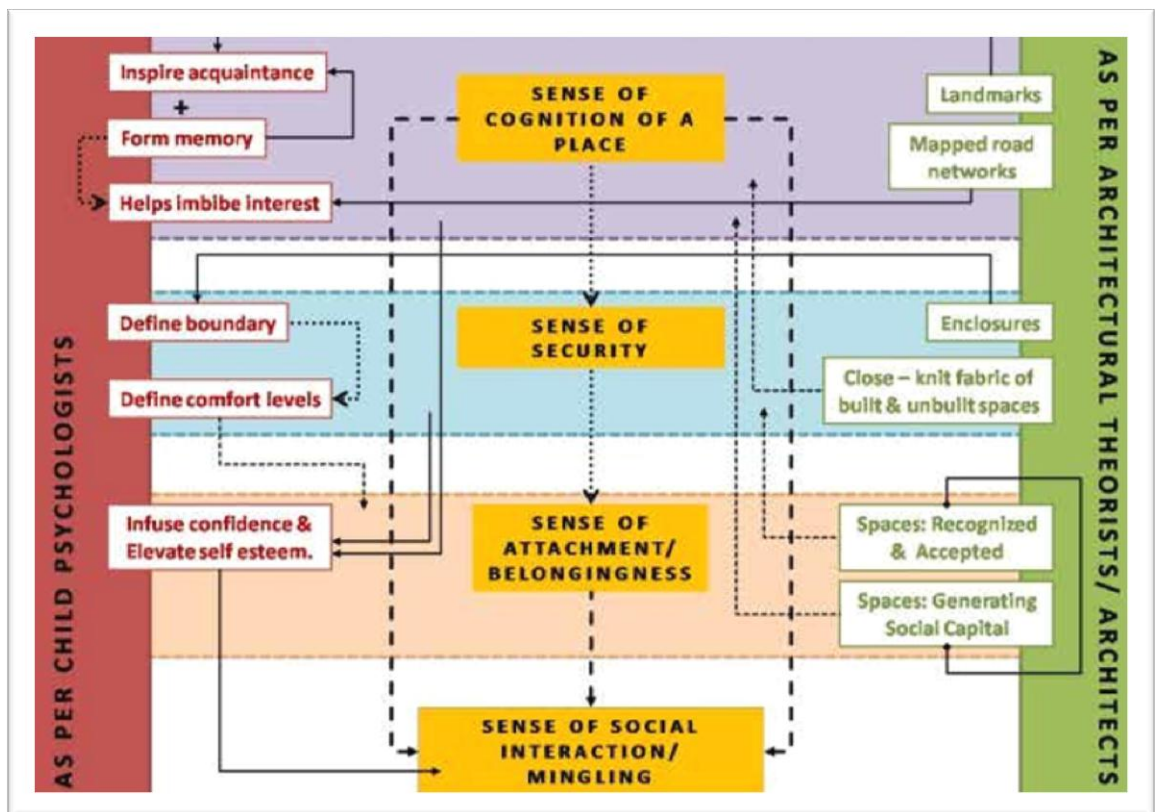 AS PER CHILD PSYCHOLOGISTS
Inspire acquaintance
+
Form memory
Helps imbibe interest
Define boundary
Define comfort levels
Infuse confidence &
Elevate self esteem.
SENSE OF
COGNITION OF A
PLACE
SENSE OF
SECURITY
SENSE OF
ATTACHMENT/
BELONGINGNESS
SENSE OF SOCIAL
INTERACTION/
MINGLING
Landmarks
Mapped road
networks
Enclosures
Close – knit fabric of
built & unbuilt spaces
Spaces: Recognized
& Accepted
Spaces: Generating
Social Capital
AS PER ARCHITECTURAL THEORISTS/ ARCHITECTS